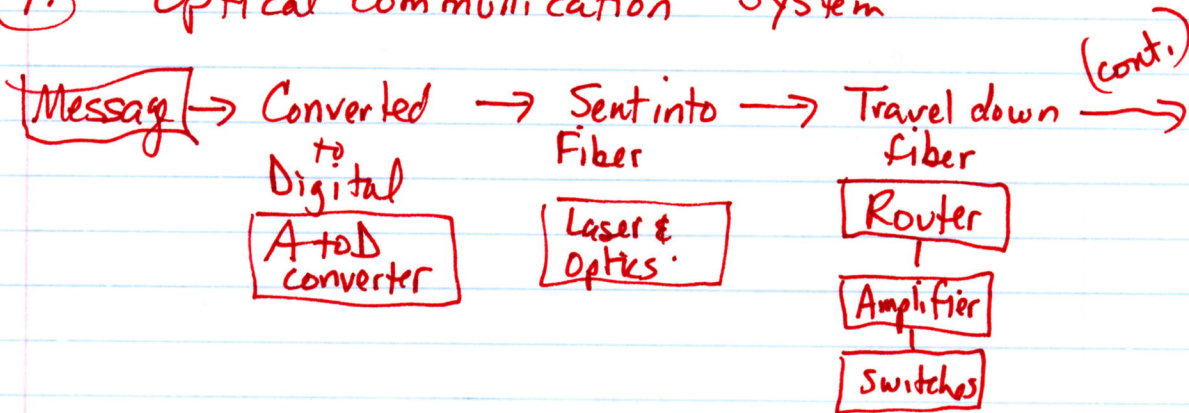 1. Optical Communication System
(cont.)
Message → Converted → Sent into → Travel down →
to Fiber fiber
Digital
A to D Laser & Router
converter Optics.
Amplifier
Switches